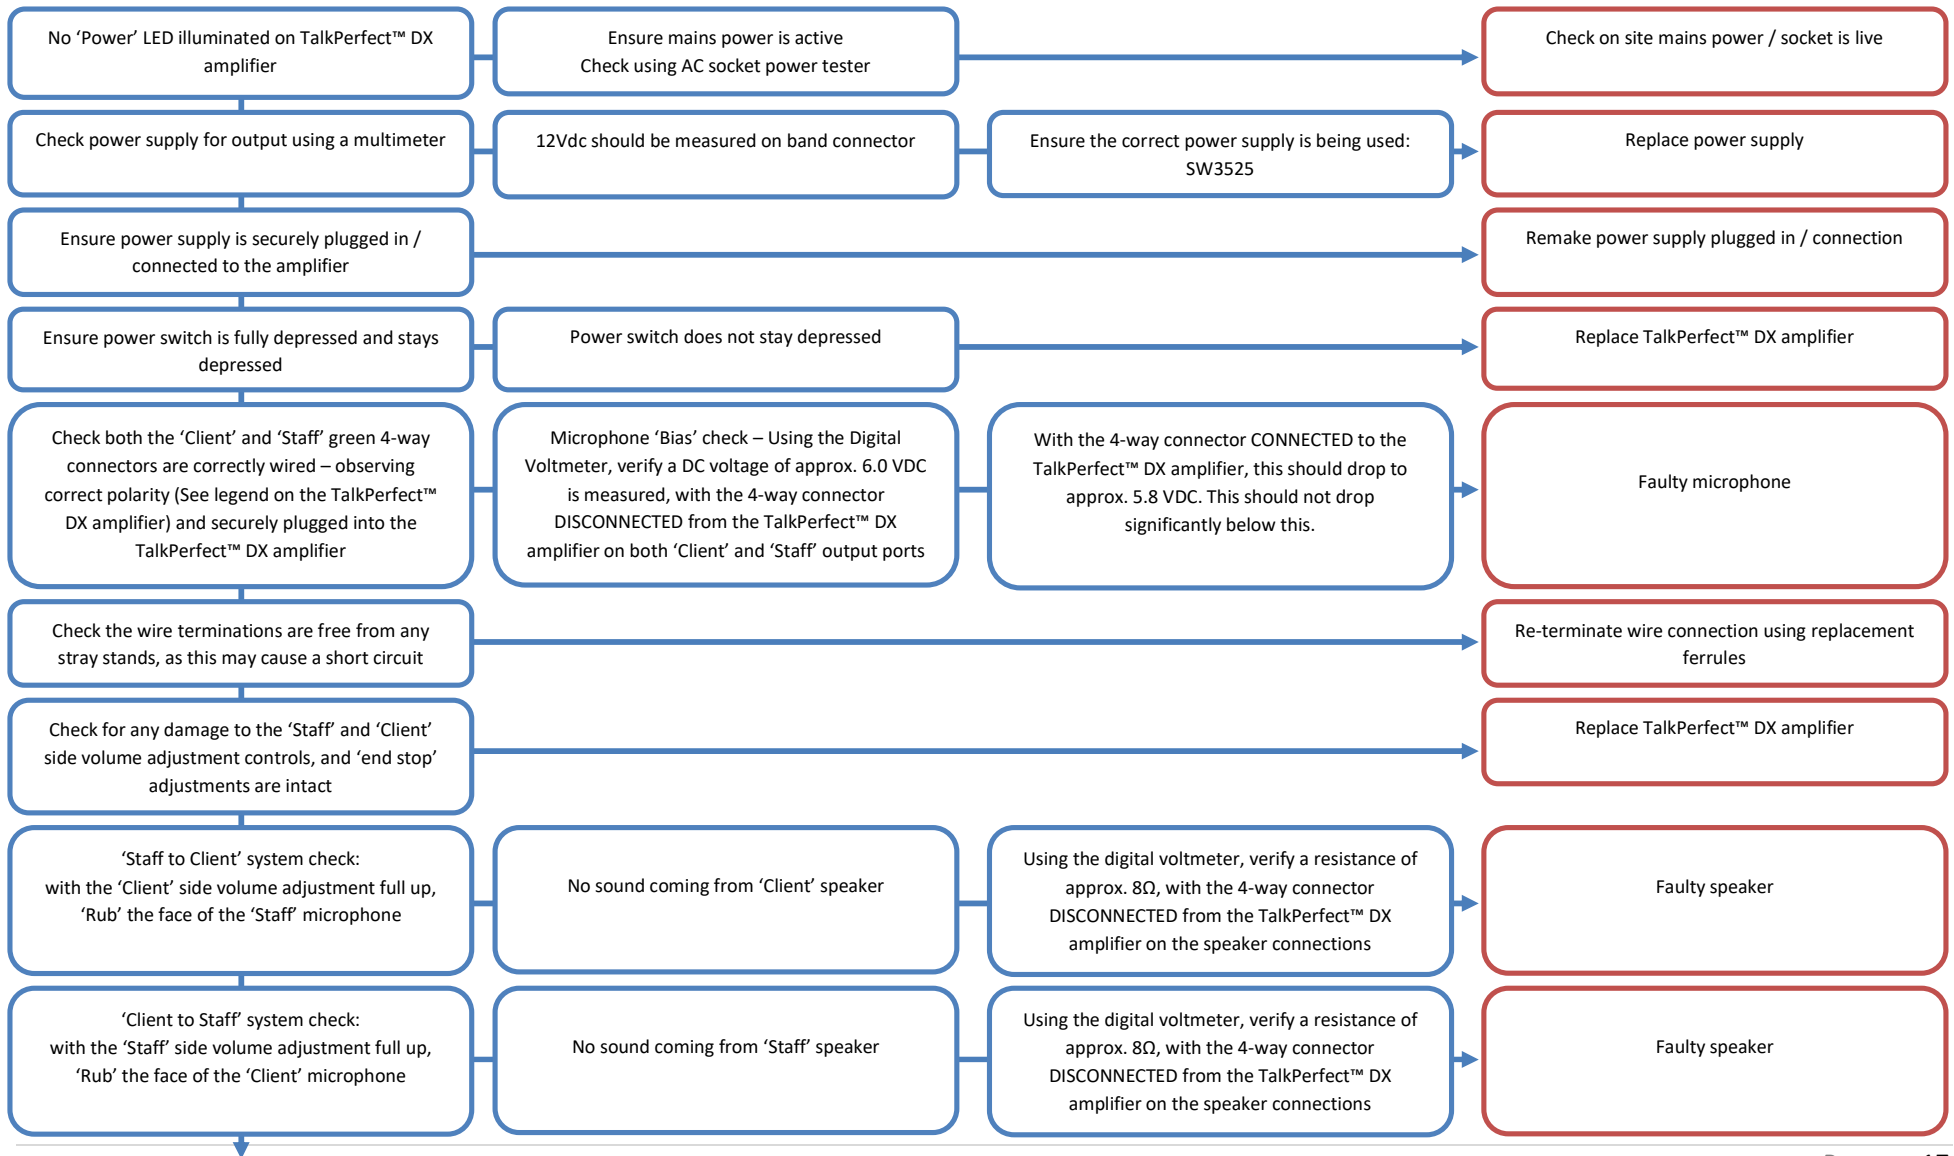 No ‘Power’ LED illuminated on TalkPerfect™ DX
amplifier
Ensure mains power is active
Check using AC socket power tester
Check on site mains power / socket is live
Check power supply for output using a multimeter
12Vdc should be measured on band connector
Ensure the correct power supply is being used:
SW3525
Replace power supply
Ensure power supply is securely plugged in /
connected to the amplifier
Remake power supply plugged in / connection
Ensure power switch is fully depressed and stays
depressed
Power switch does not stay depressed
Replace TalkPerfect™ DX amplifier
Check both the ‘Client’ and ‘Staff’ green 4-way
connectors are correctly wired – observing
correct polarity (See legend on the TalkPerfect™
DX amplifier) and securely plugged into the
TalkPerfect™ DX amplifier
Microphone ‘Bias’ check – Using the Digital
Voltmeter, verify a DC voltage of approx. 6.0 VDC
is measured, with the 4-way connector
DISCONNECTED from the TalkPerfect™ DX
amplifier on both ‘Client’ and ‘Staff’ output ports
With the 4-way connector CONNECTED to the
TalkPerfect™ DX amplifier, this should drop to
approx. 5.8 VDC. This should not drop
significantly below this.
Faulty microphone
Check the wire terminations are free from any
stray stands, as this may cause a short circuit
Re-terminate wire connection using replacement
ferrules
Check for any damage to the ‘Staff’ and ‘Client’
side volume adjustment controls, and ‘end stop’
adjustments are intact
Replace TalkPerfect™ DX amplifier
‘Staff to Client’ system check:
with the ‘Client’ side volume adjustment full up,
‘Rub’ the face of the ‘Staff’ microphone
No sound coming from ‘Client’ speaker
Using the digital voltmeter, verify a resistance of
approx. 8Ω, with the 4-way connector
DISCONNECTED from the TalkPerfect™ DX
amplifier on the speaker connections
Faulty speaker
‘Client to Staff’ system check:
with the ‘Staff’ side volume adjustment full up,
‘Rub’ the face of the ‘Client’ microphone
No sound coming from ‘Staff’ speaker
Using the digital voltmeter, verify a resistance of
approx. 8Ω, with the 4-way connector
DISCONNECTED from the TalkPerfect™ DX
amplifier on the speaker connections
Faulty speaker